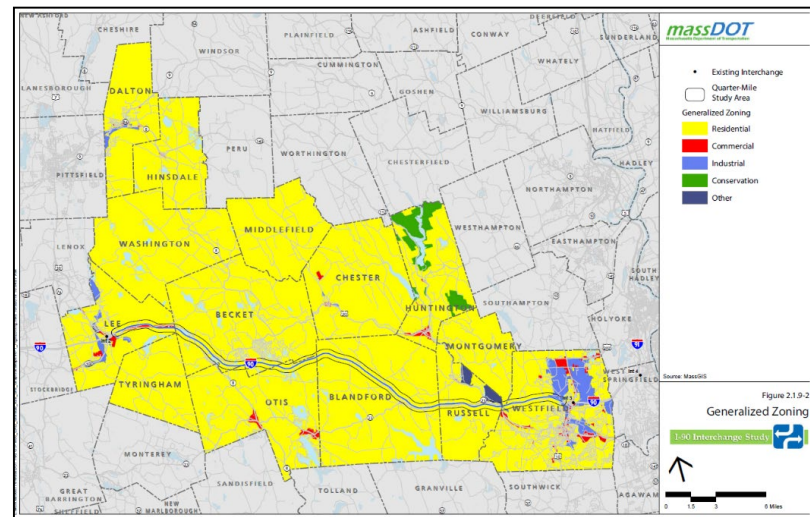 massDOT
Massachusetts Department of Transportation
Existing Interchange
Quarter-Mile
Study Area
Generalized Zoning
Residential
Commercial
Industrial
Conservation
Other
Source: MassGIS
Figure 2.1.9-2
Generalized Zoning
I-90 Interchange Study
0 1.5 3 6 Miles
CHESHIRE
WINDSOR
PLAINFIELD
ASHFIELD
CONWAY
DEERFIELD
SUNDERLAND
LANESBOROUGH
DALTON
CUMMINGTON
GOSHEN
WHATELY
WILLIAMSBURG
HATFIELD
PERU
WORTHINGTON
CHESTERFIELD
HADLEY
PITTSFIELD
HINSDALE
NORTHAMPTON
WASHINGTON
MIDDLEFIELD
WESTHAMPTON
EASTHAMPTON
LENOX
CHESTER
SOUTH
HADLEY
HUNTINGTON
SOUTHAMPTON
HOLYOKE
LEE
BECKET
MONTGOMERY
90
90
STOCKBRIDGE
TYRINGHAM
OTIS
BLANDFORD
RUSSELL
WESTFIELD
90
WEST
SPRINGFIELD
MONTEREY
GREAT
BARRINGTON
SHEFFIELD
NEW
MARLBOROUGH
SANDISFIELD
TOLLAND
GRANVILLE
SOUTHWICK
AGAWAM